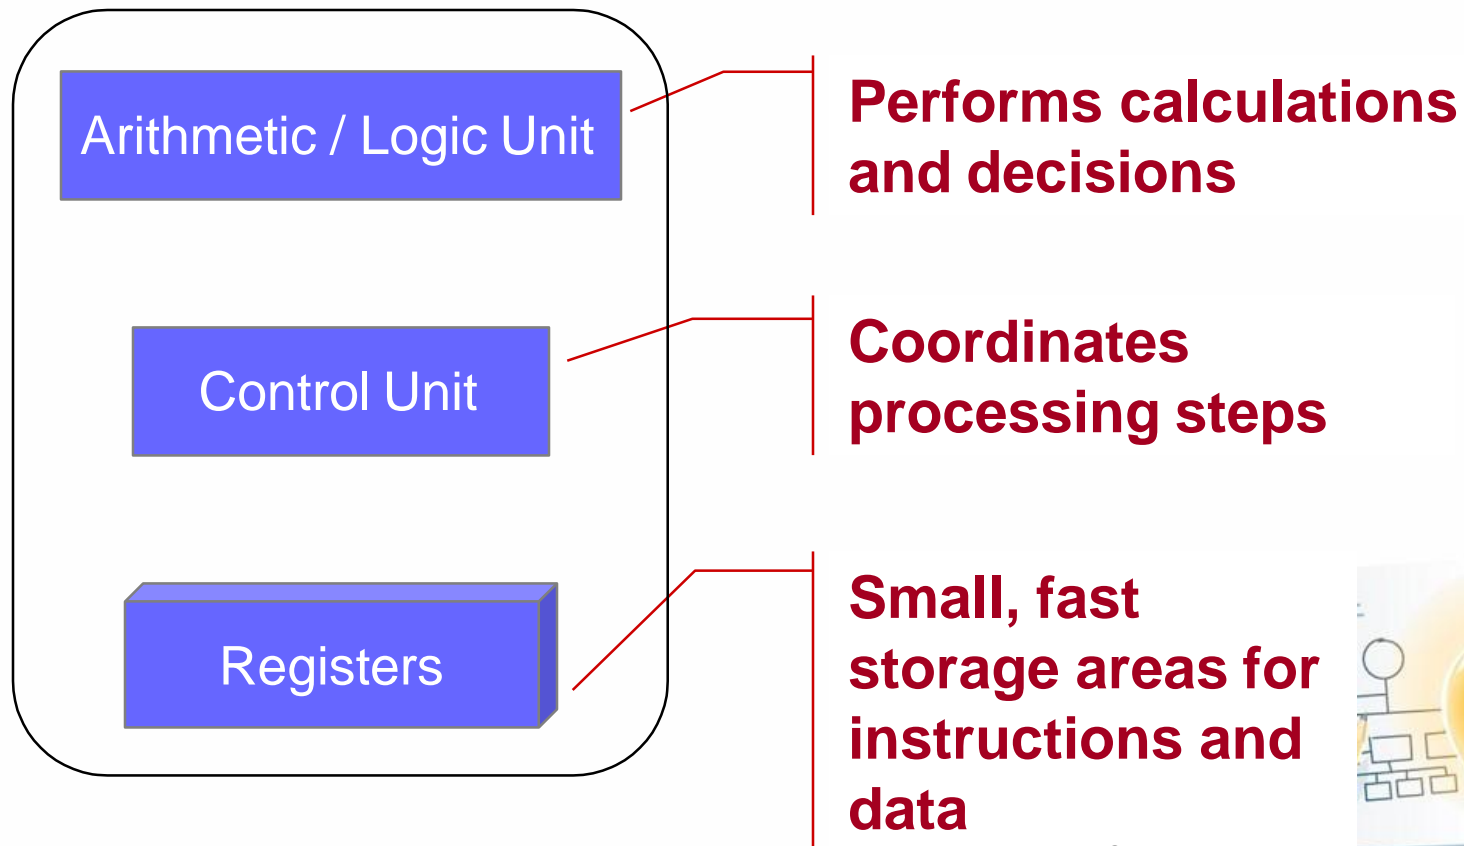 Arithmetic / Logic Unit
Performs calculations
and decisions
Control Unit
Coordinates
processing steps
Registers
Small, fast
storage areas for
instructions and
data